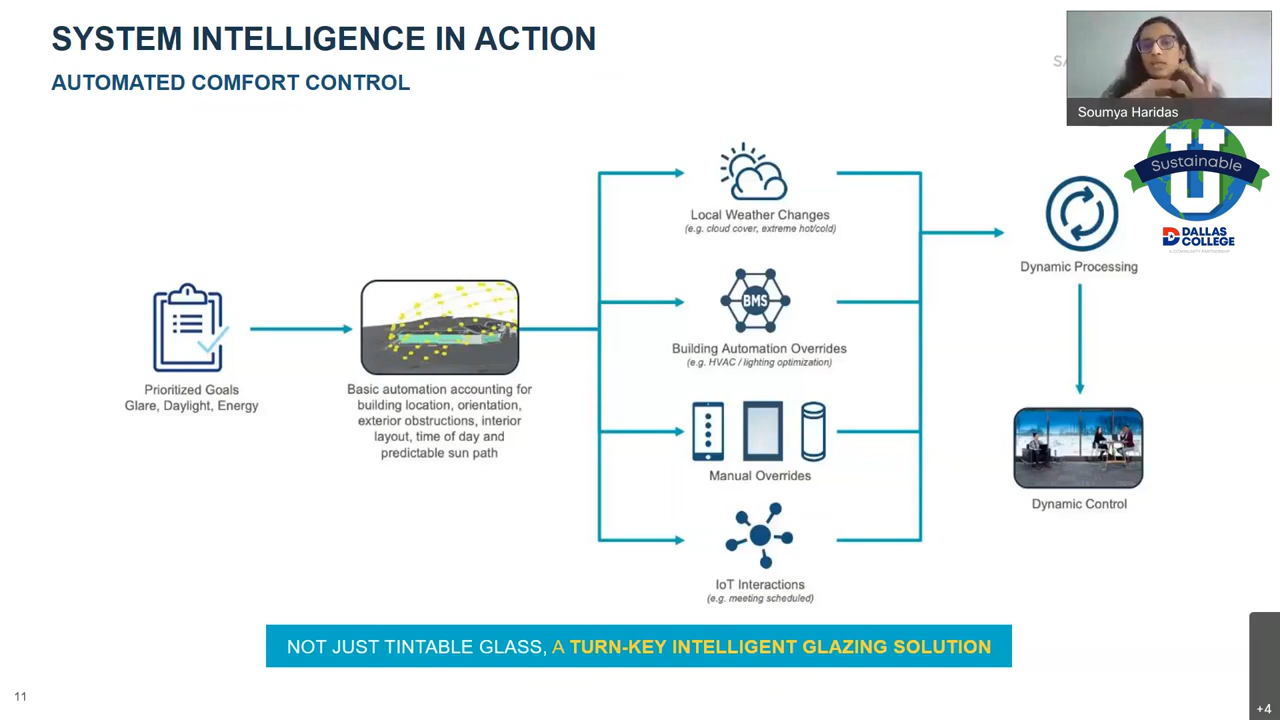 SYSTEM INTELLIGENCE IN ACTION
AUTOMATED COMFORT CONTROL
Soumya Haridas
Sustainable
U
DALLAS
COLLEGE
Local Weather Changes
(e.g. cloud cover, extreme hot/cold)
Dynamic Processing
BMS
Building Automation Overrides
(e.g. HVAC / lighting optimization)
Prioritized Goals
Glare, Daylight, Energy
Basic automation accounting for
building location, orientation,
exterior obstructions, interior
layout, time of day and
predictable sun path
Manual Overrides
Dynamic Control
IoT Interactions
(e.g. meeting scheduled)
NOT JUST TINTABLE GLASS, A TURN-KEY INTELLIGENT GLAZING SOLUTION
11
+4